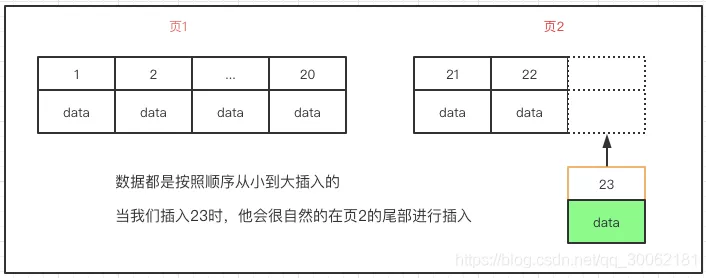 页1
页2
1 2 ... 20
21 22
data data data data
data data
数据都是按照顺序从小到大插入的
23
当我们插入23时，他会很自然的在页2的尾部进行插入
data
https://blog.csdn.net/qq_30062181